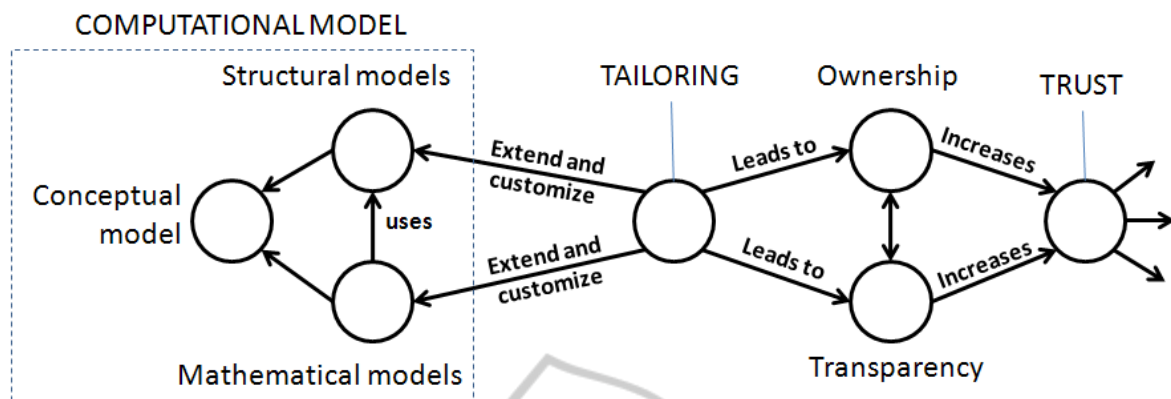 COMPUTATIONAL MODEL
Structural models
Conceptual
model
uses
Mathematical models
Extend and
customize
Extend and
customize
TAILORING
Leads to
Leads to
Ownership
Transparency
Increases
Increases
TRUST